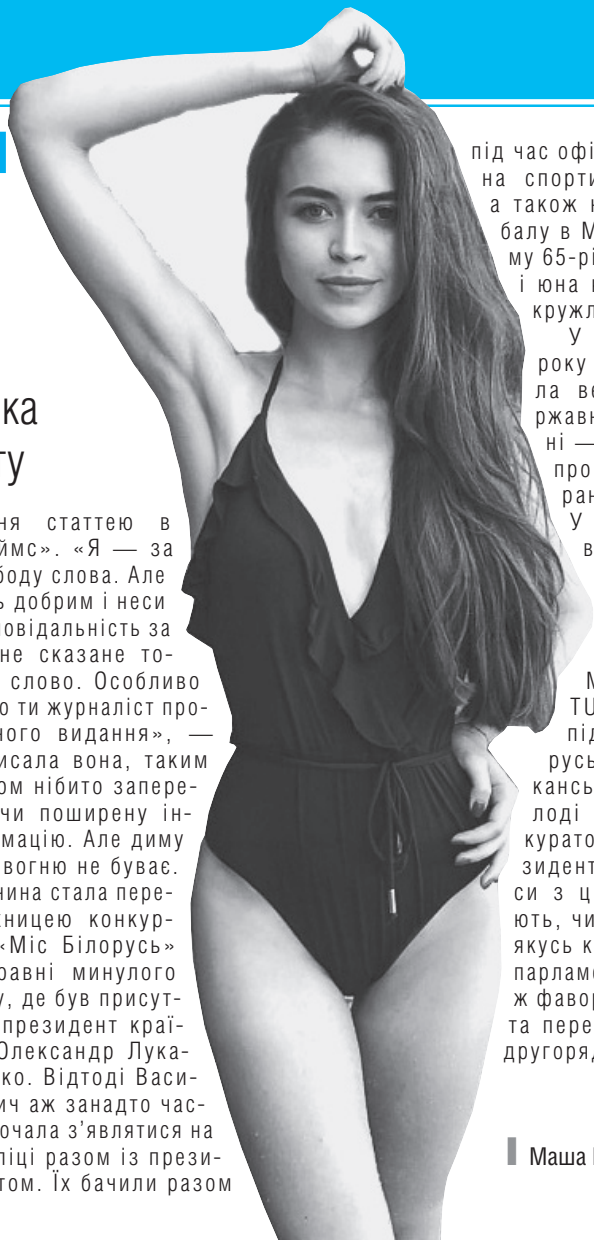 ка
ту
ня статтею в
ймс». «Я — за
боду слова. Але
ь добрим і неси
повідальність за
не сказане то-
слово. Особливо
о ти журналіст про-
ного видання», —
исала вона, таким
ом нібито запере-
чи поширену ін-
мацію. Але диму
вогню не буває.
нина стала пере-
жницею конкур-
«Міс Білорусь»
равні минулого
у, де був присут-
президент краї-
Олександр Лука-
ко. Відтоді Васи-
ич аж занадто час-
очала з’являтися на
ліці разом із прези-
том. Їх бачили разом
під час офі
на спорти
а також н
балу в М
му 65-рі
і юна
кружл
У
року
ла ве
ржавн
ні —
про
ран
У
в
М
TU
під
русь
кансь
лоді
курато
зидент
си з ц
ють, чи
якусь к
парламе
ж фавор
та пере
другоряд
Маша